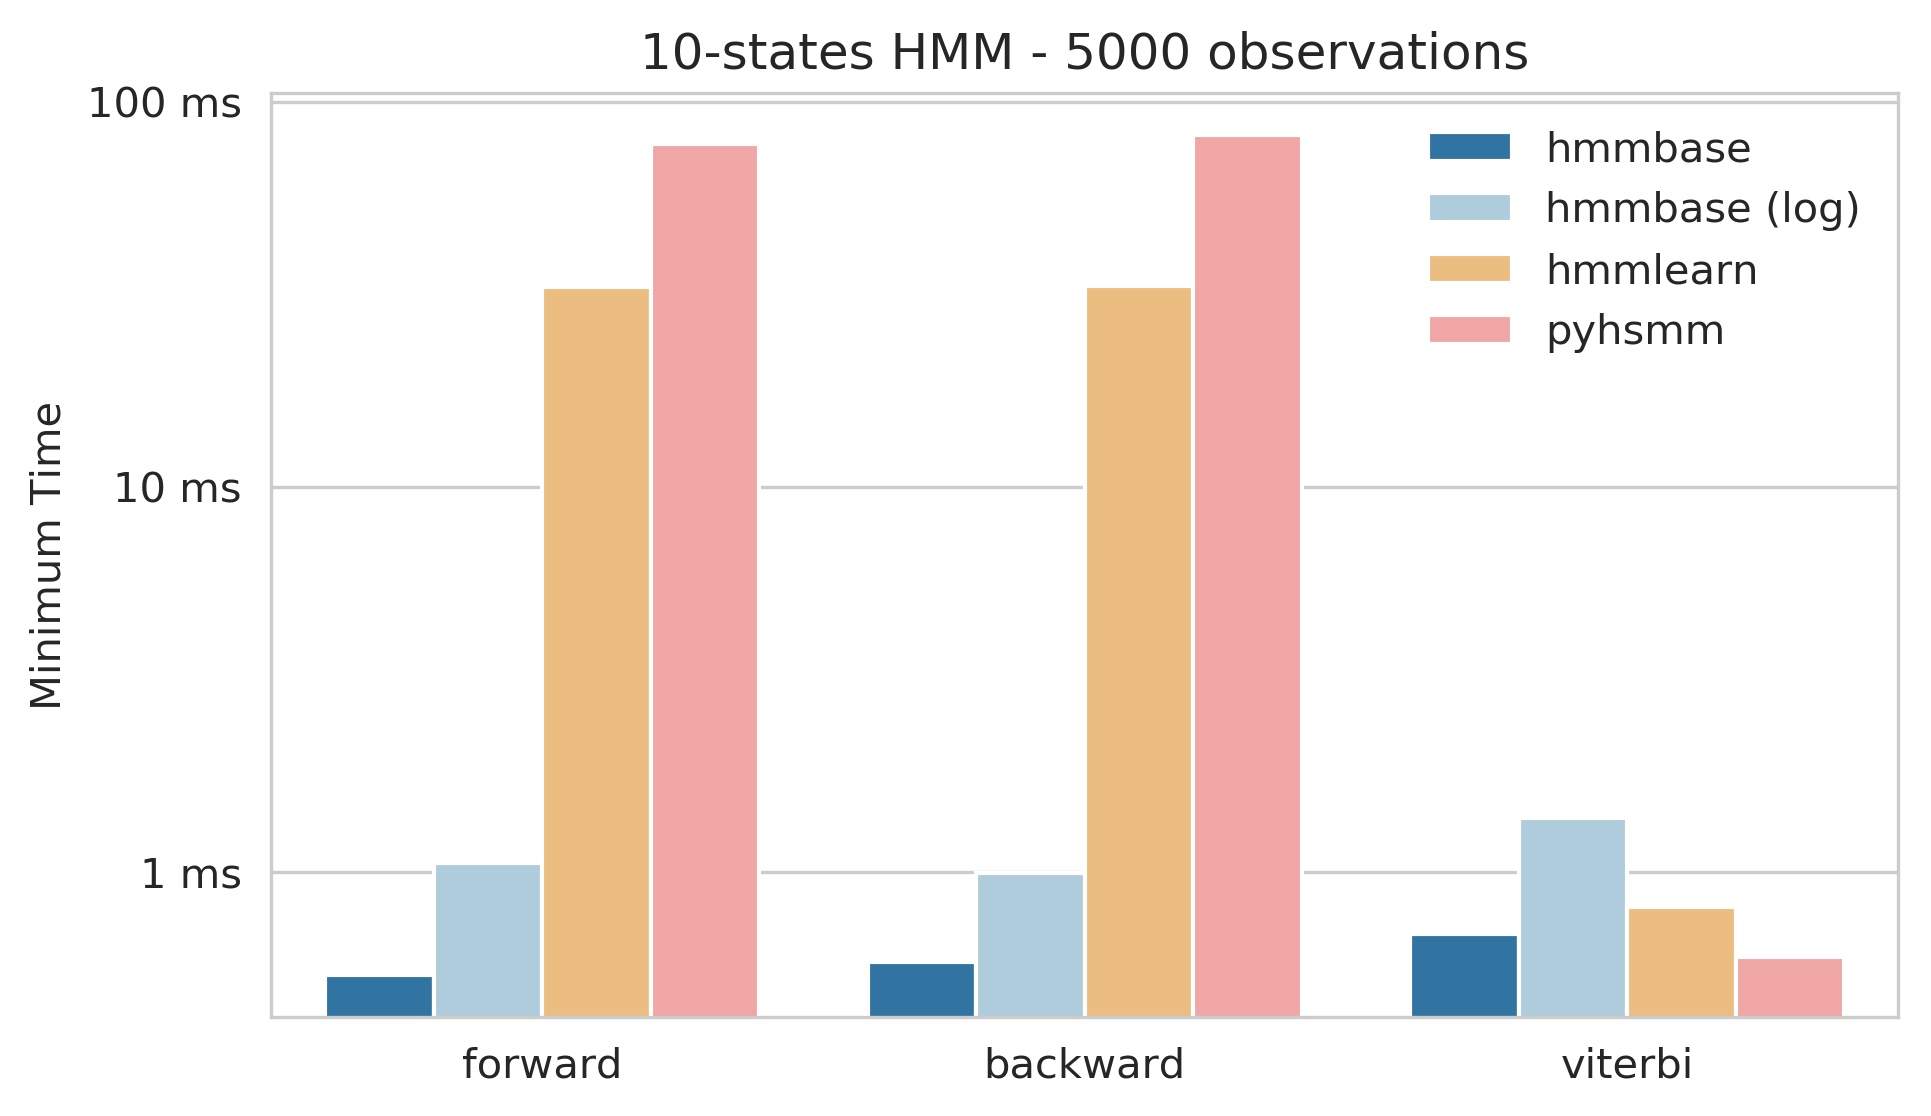 10-states HMM - 5000 observations
100 ms
10 ms
1 ms
Minimum Time
hmmbase
hmmbase (log)
hmmlearn
pyhsmm
forward
backward
viterbi